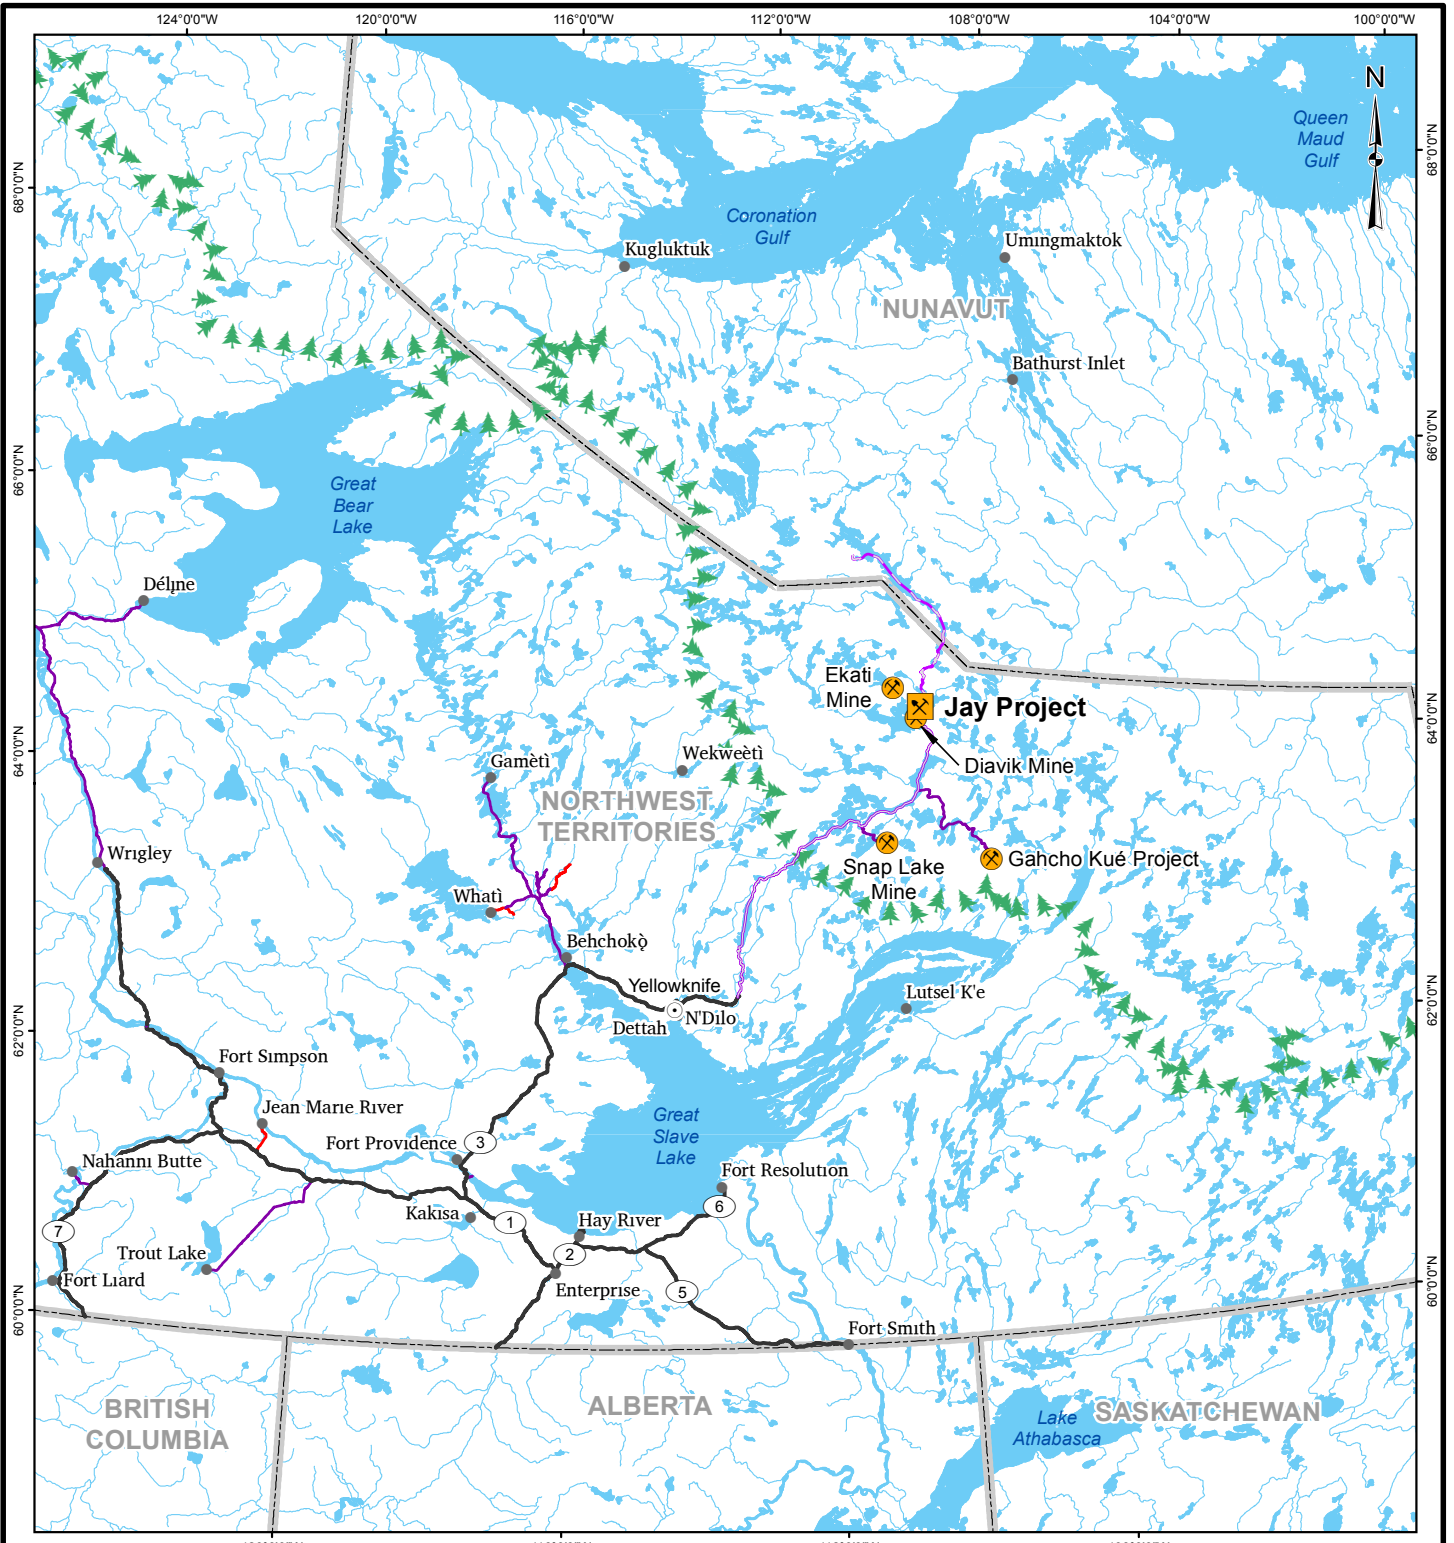 124°0'0"W
120°0'0"W
116°0'0"W
112°0'0"W
108°0'0"W
104°0'0"W
100°0'0"W
N
Queen
Maud
Gulf
68°0'0"N
68°0'0"N
Coronation
Gulf
Kugluktuk
Umingmaktok
NUNAVUT
Bathurst Inlet
66°0'0"N
66°0'0"N
Great
Bear
Lake
Délı̨ne
Ekati
Mine
Jay Project
Diavik Mine
64°0'0"N
64°0'0"N
Wekweètì
Gamètì
NORTHWEST
TERRITORIES
Wrigley
Snap Lake
Mine
Gahcho Kué Project
Whatì
Behchokǫ̀
Yellowknife
N'Dilo
Dettah
Lutsel K'e
62°0'0"N
62°0'0"N
Fort Simpson
Jean Marie River
Fort Providence
3
Great
Slave
Lake
Nahanni Butte
Fort Resolution
6
Kakisa
1
Hay River
7
2
Trout Lake
Fort Liard
Enterprise
5
60°0'0"N
60°0'0"N
Fort Smith
BRITISH
COLUMBIA
ALBERTA
Lake
Athabasca
SASKATCHEWAN